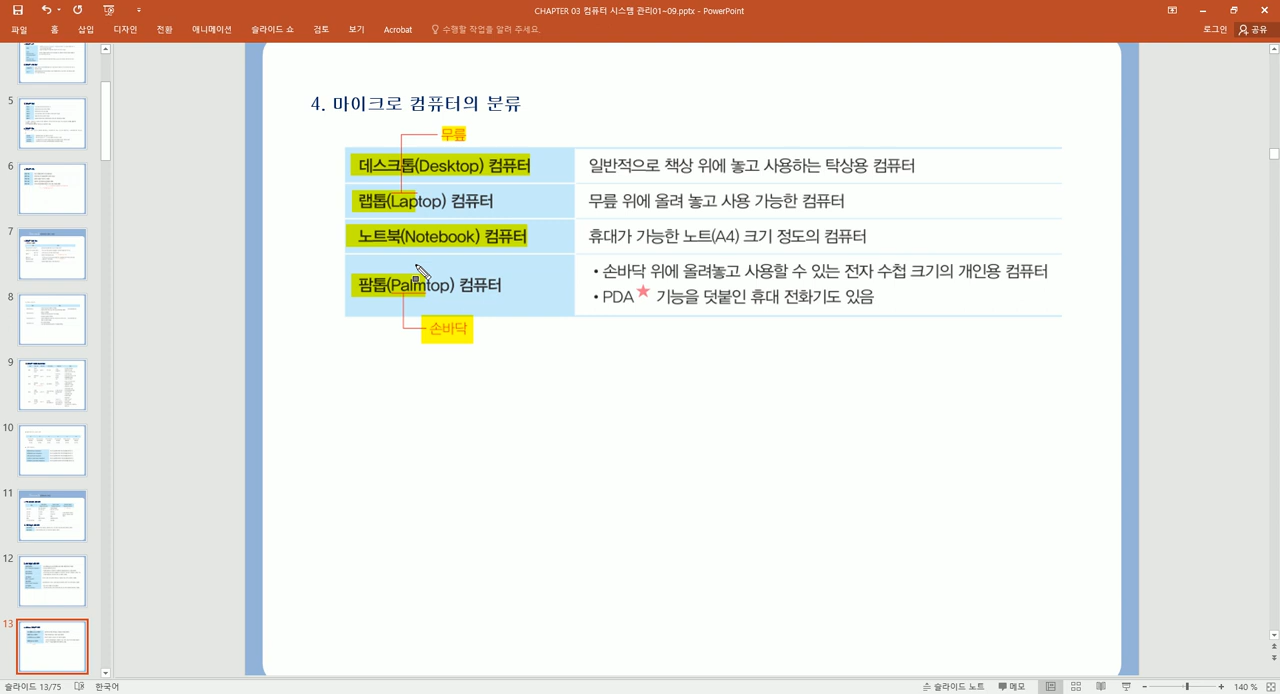 CHAPTER 03 컴퓨터 시스템 관리01~09.pptx - PowerPoint
파일 홈 삽입 디자인 전환 애니메이션 슬라이드 쇼 검토 보기 Acrobat 수행할 작업을 알려 주세요. 로그인 공유
5
6
7
8
9
10
11
12
13
4. 마이크로 컴퓨터의 분류
무릎
데스크톱(Desktop) 컴퓨터 일반적으로 책상 위에 놓고 사용하는 탁상용 컴퓨터
랩톱(Laptop) 컴퓨터 무릎 위에 올려 놓고 사용 가능한 컴퓨터
노트북(Notebook) 컴퓨터 휴대가 가능한 노트(A4) 크기 정도의 컴퓨터
팜톱(Palmtop) 컴퓨터 • 손바닥 위에 올려놓고 사용할 수 있는 전자 수첩 크기의 개인용 컴퓨터
• PDA★ 기능을 덧붙인 휴대 전화기도 있음
손바닥
슬라이드 13/75 한국어 슬라이드 노트 메모 140 %